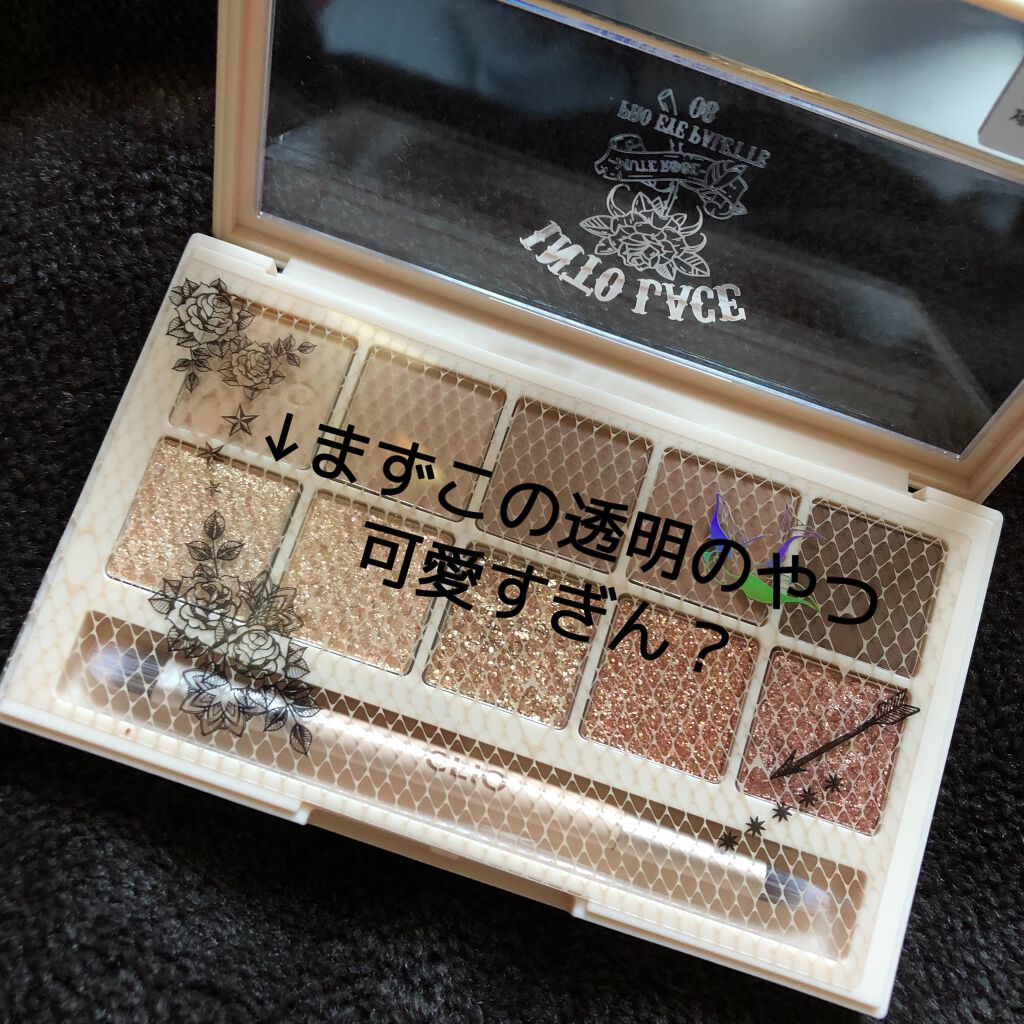 08
PRO EYE PALETTE
MUTE ROSE
INTO LACE
↓まずこの透明のやつ
可愛すぎん？
CLIO